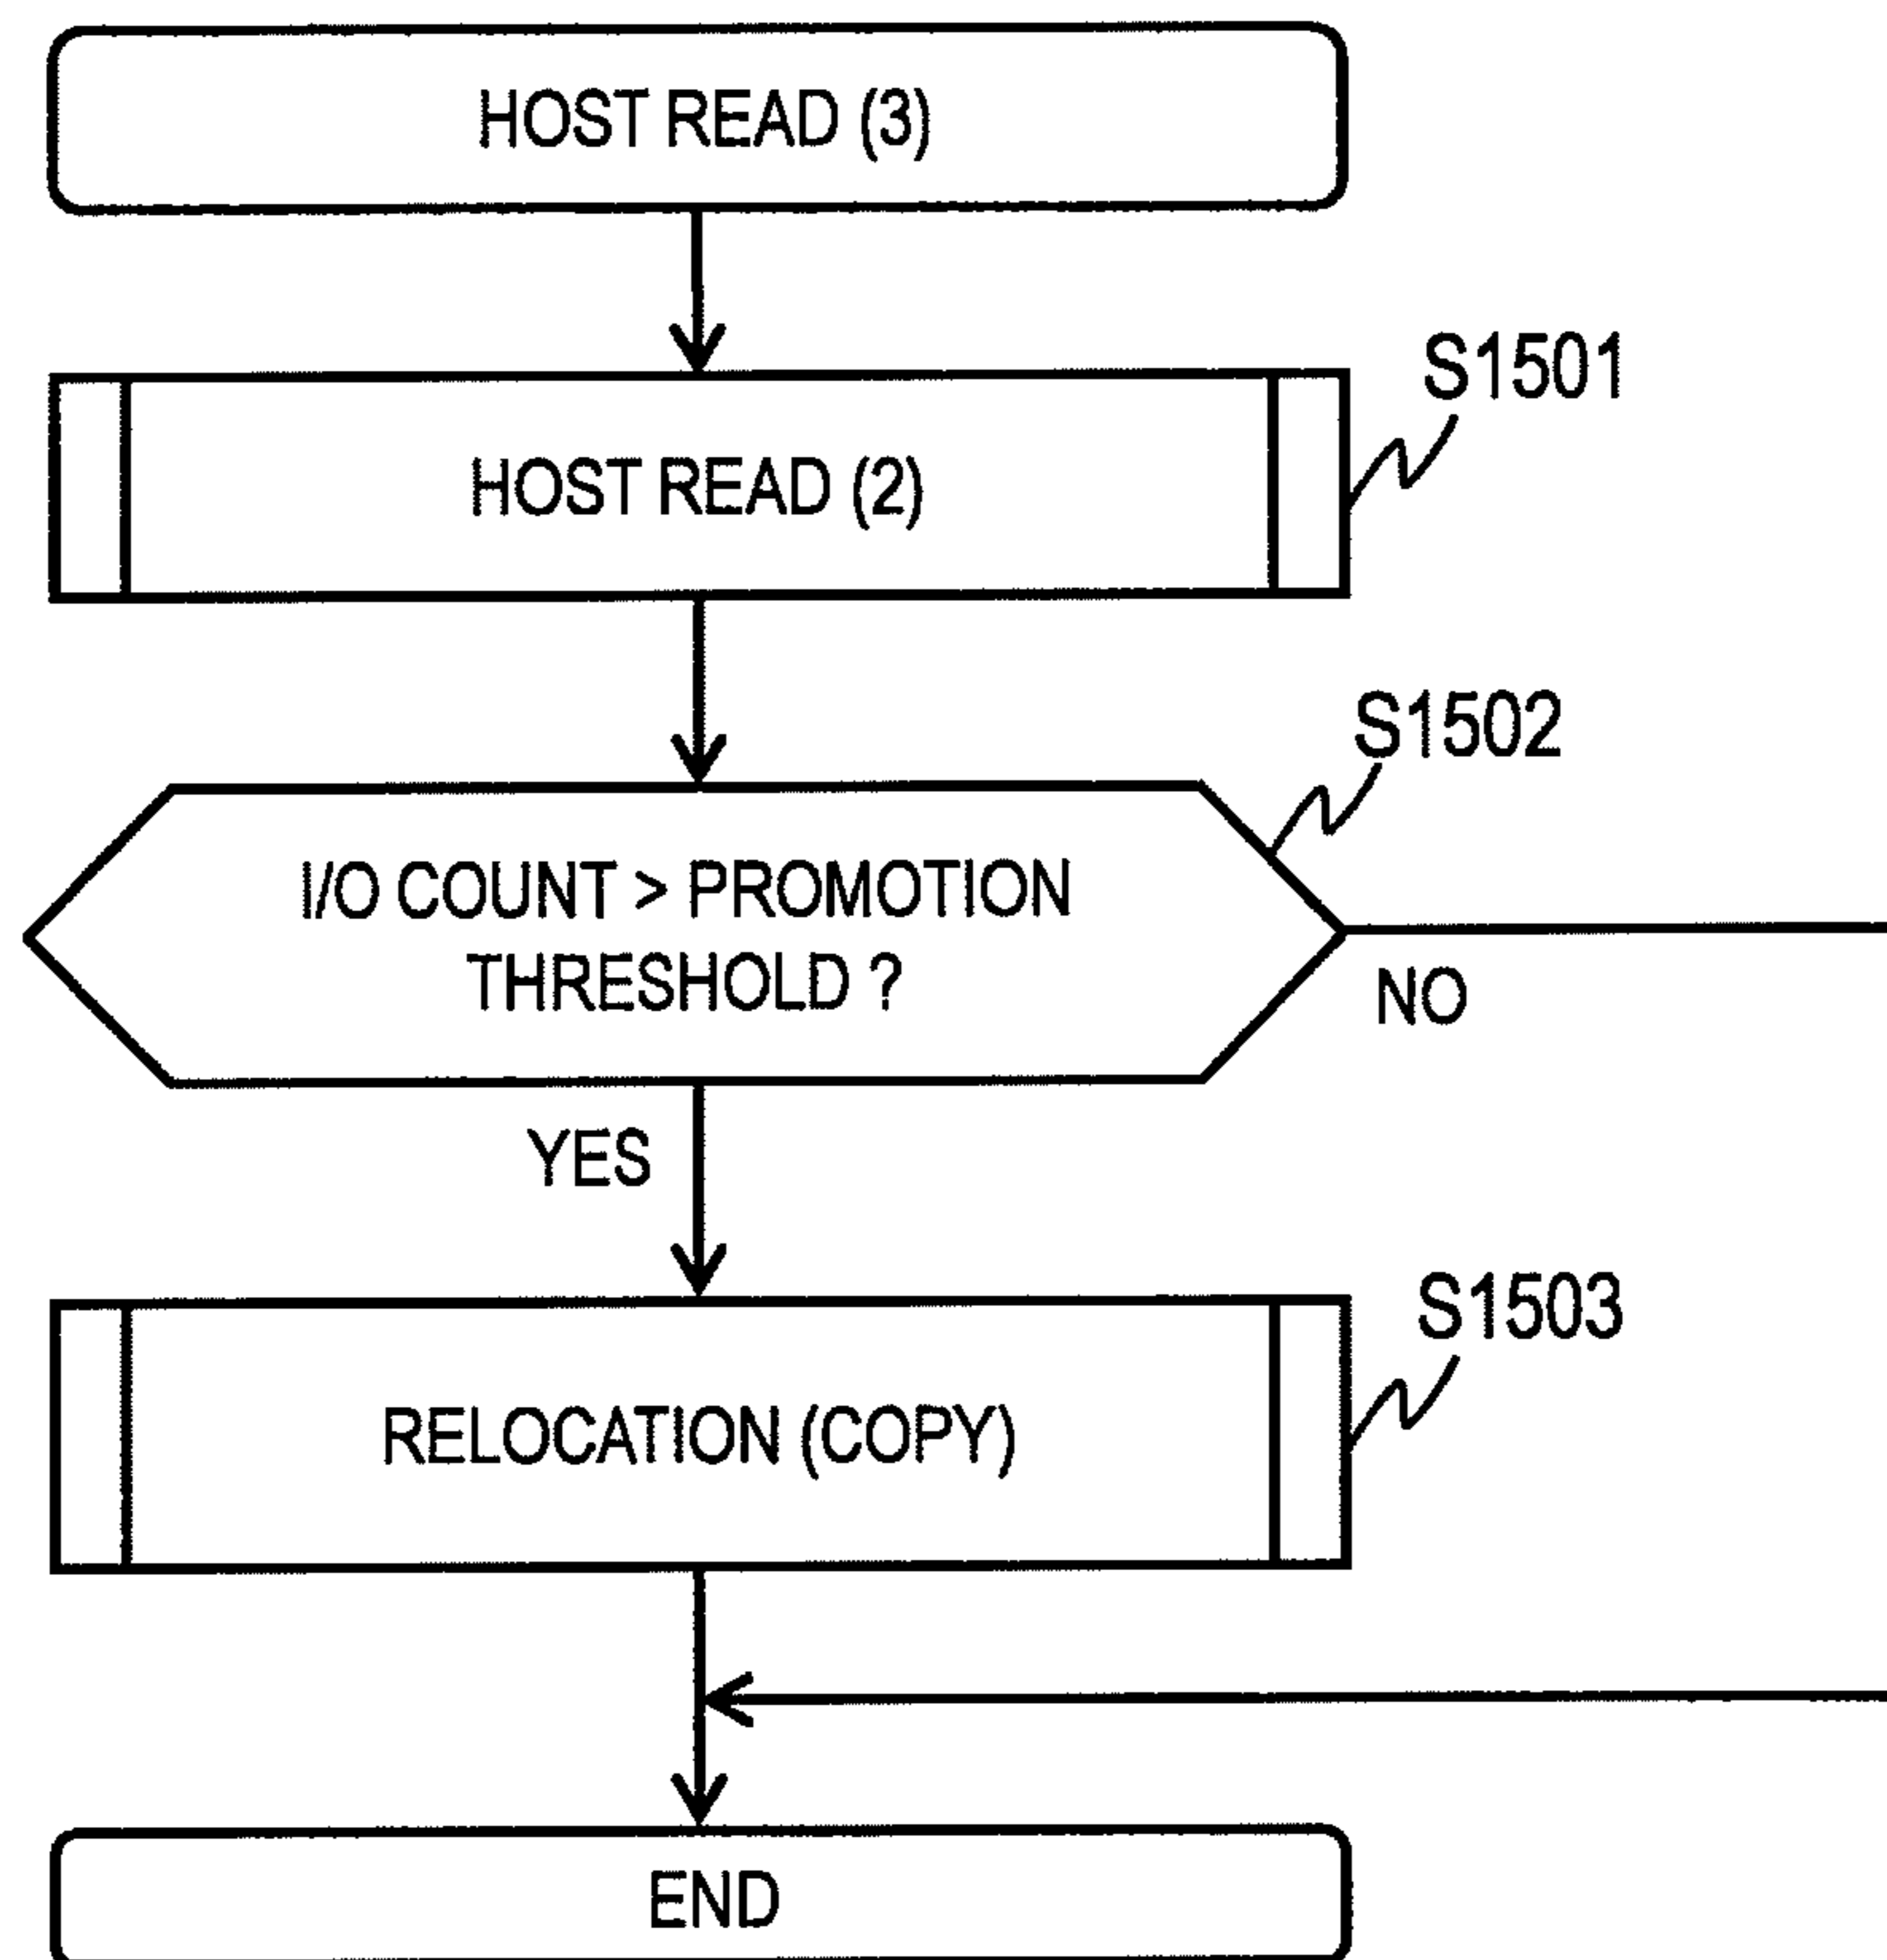 HOST READ (3)
S1501
HOST READ (2)
S1502
I/O COUNT > PROMOTION
THRESHOLD ?
NO
YES
S1503
RELOCATION (COPY)
END